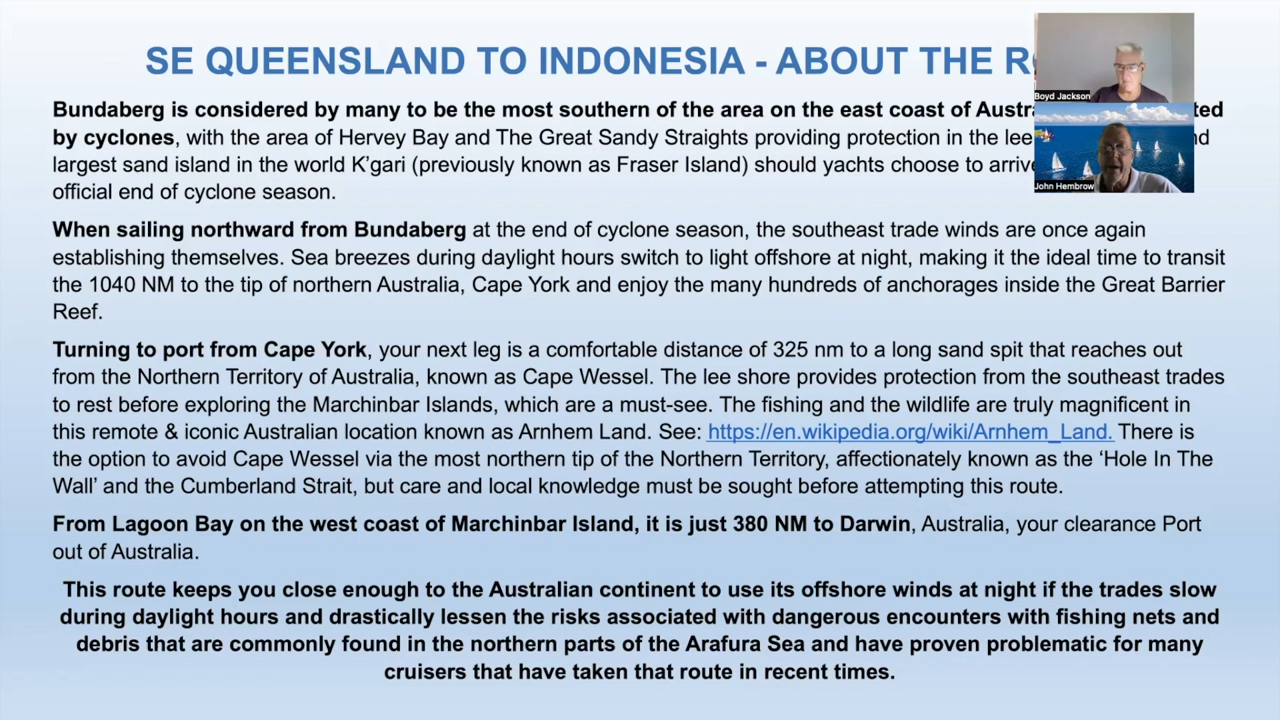 SE QUEENSLAND TO INDONESIA - ABOUT THE
Boyd Jackson
Bundaberg is considered by many to be the most southern of the area on the east coast of
by cyclones, with the area of Hervey Bay and The Great Sandy Straights providing protection in the lee
largest sand island in the world K'gari (previously known as Fraser Island) should yachts choose to
John Hembrow
official end of cyclone season.
When sailing northward from Bundaberg at the end of cyclone season, the southeast trade winds are once again
establishing themselves. Sea breezes during daylight hours switch to light offshore at night, making it the ideal time to transit
the 1040 NM to the tip of northern Australia, Cape York and enjoy the many hundreds of anchorages inside the Great Barrier
Reef.
Turning to port from Cape York, your next leg is a comfortable distance of 325 nm to a long sand spit that reaches out
from the Northern Territory of Australia, known as Cape Wessel. The lee shore provides protection from the southeast trades
to rest before exploring the Marchinbar Islands, which are a must-see. The fishing and the wildlife are truly magnificent in
this remote & iconic Australian location known as Arnhem Land. See: https://en.wikipedia.org/wiki/Arnhem_Land. There is
the option to avoid Cape Wessel via the most northern tip of the Northern Territory, affectionately known as the 'Hole In The
Wall' and the Cumberland Strait, but care and local knowledge must be sought before attempting this route.
From Lagoon Bay on the west coast of Marchinbar Island, it is just 380 NM to Darwin, Australia, your clearance Port
out of Australia.
This route keeps you close enough to the Australian continent to use its offshore winds at night if the trades slow
during daylight hours and drastically lessen the risks associated with dangerous encounters with fishing nets and
debris that are commonly found in the northern parts of the Arafura Sea and have proven problematic for many
cruisers that have taken that route in recent times.